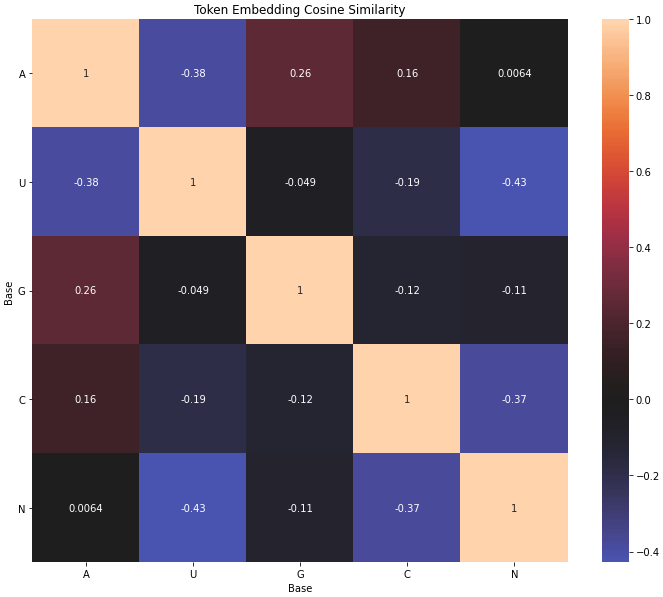 Token Embedding Cosine Similarity
A 1 -0.38 0.26 0.16 0.0064
U -0.38 1 -0.049 -0.19 -0.43
G 0.26 -0.049 1 -0.12 -0.11
C 0.16 -0.19 -0.12 1 -0.37
N 0.0064 -0.43 -0.11 -0.37 1
A U G C N
Base
Base
1.0
0.8
0.6
0.4
0.2
0.0
−0.2
−0.4